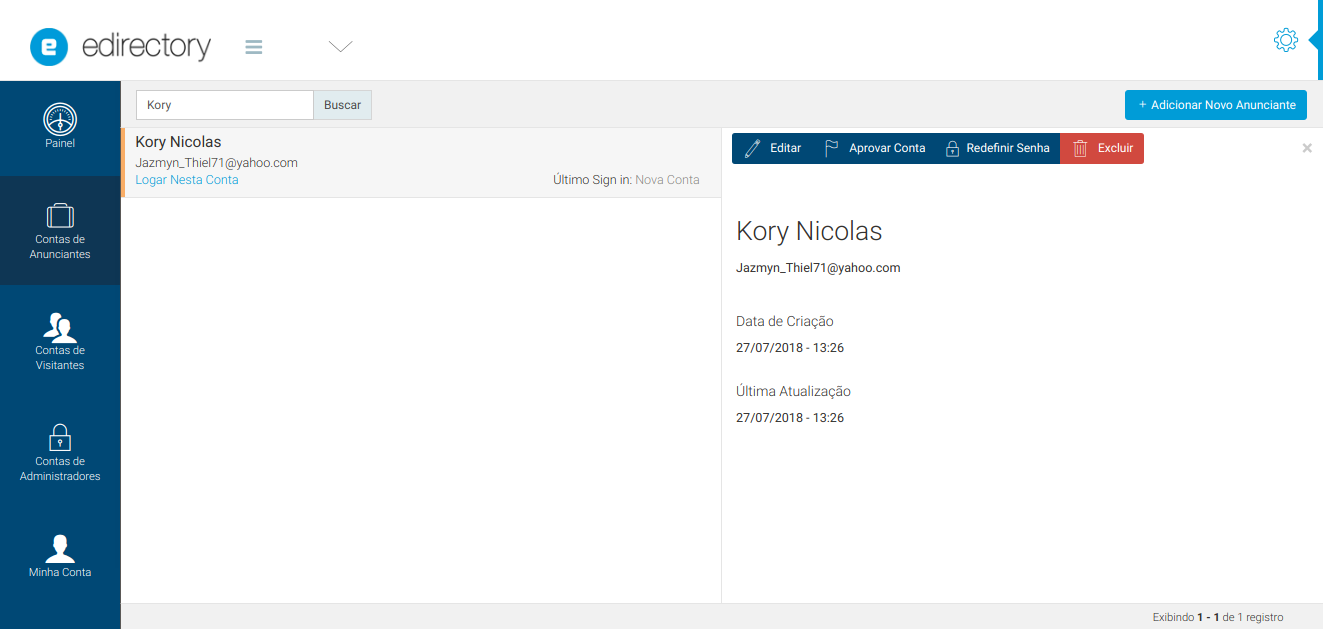 e edirectory
Kory
Buscar
+ Adicionar Novo Anunciante
Painel
Contas de
Anunciantes
Contas de
Visitantes
Contas de
Administradores
Minha Conta
Kory Nicolas
Jazmyn_Thiel71@yahoo.com
Logar Nesta Conta
Último Sign in: Nova Conta
Editar
Aprovar Conta
Redefinir Senha
Excluir
Kory Nicolas
Jazmyn_Thiel71@yahoo.com
Data de Criação
27/07/2018 - 13:26
Última Atualização
27/07/2018 - 13:26
Exibindo 1 - 1 de 1 registro